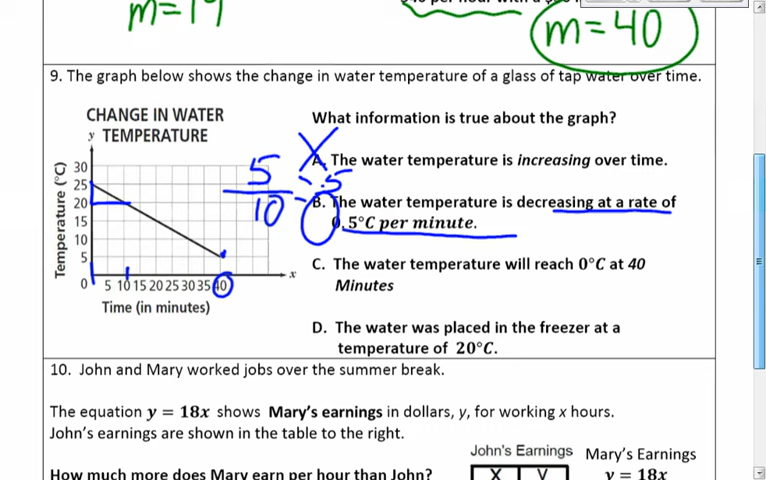 m=19
m=40
9. The graph below shows the change in water temperature of a glass of tap water over time.
CHANGE IN WATER
y TEMPERATURE
Temperature (°C)
30
25
20
15
10
5
0 5 10 15 20 25 30 35 40 x
Time (in minutes)
5
10
.5
What information is true about the graph?
A. The water temperature is increasing over time.
B. The water temperature is decreasing at a rate of
0.5°C per minute.
C. The water temperature will reach 0°C at 40
Minutes
D. The water was placed in the freezer at a
temperature of 20°C.
10. John and Mary worked jobs over the summer break.
The equation y = 18x shows Mary's earnings in dollars, y, for working x hours.
John's earnings are shown in the table to the right.
John's Earnings Mary's Earnings
X y y = 18x
How much more does Mary earn per hour than John?